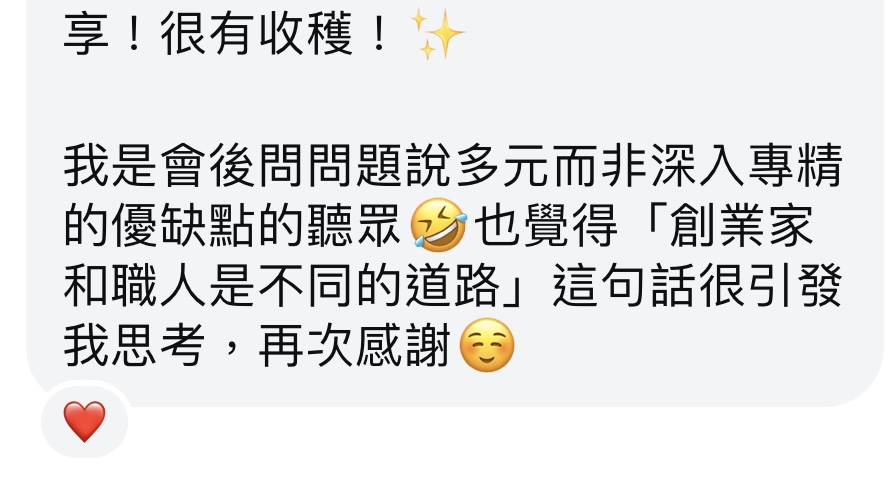 享！很有收穫！✨
我是會後問問題說多元而非深入專精
的優缺點的聽眾🤣也覺得「創業家
和職人是不同的道路」這句話很引發
我思考，再次感謝☺️
❤️